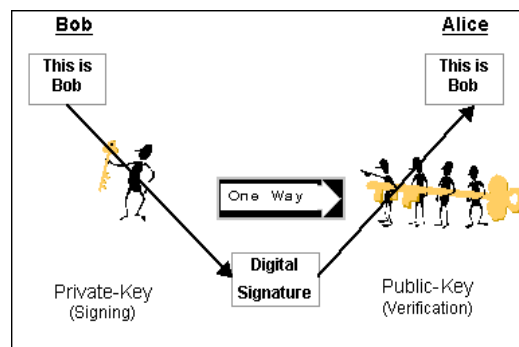 Bob
Alice
This is
Bob
This is
Bob
One Way
Digital
Signature
Private-Key
(Signing)
Public-Key
(Verification)